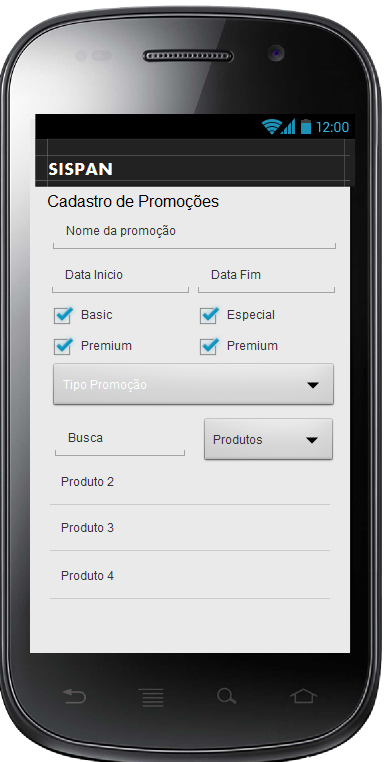 12:00
SISPAN
Cadastro de Promoções
Nome da promoção
Data Inicio Data Fim
Basic Especial
Premium Premium
Tipo Promoção
Busca Produtos
Produto 2
Produto 3
Produto 4